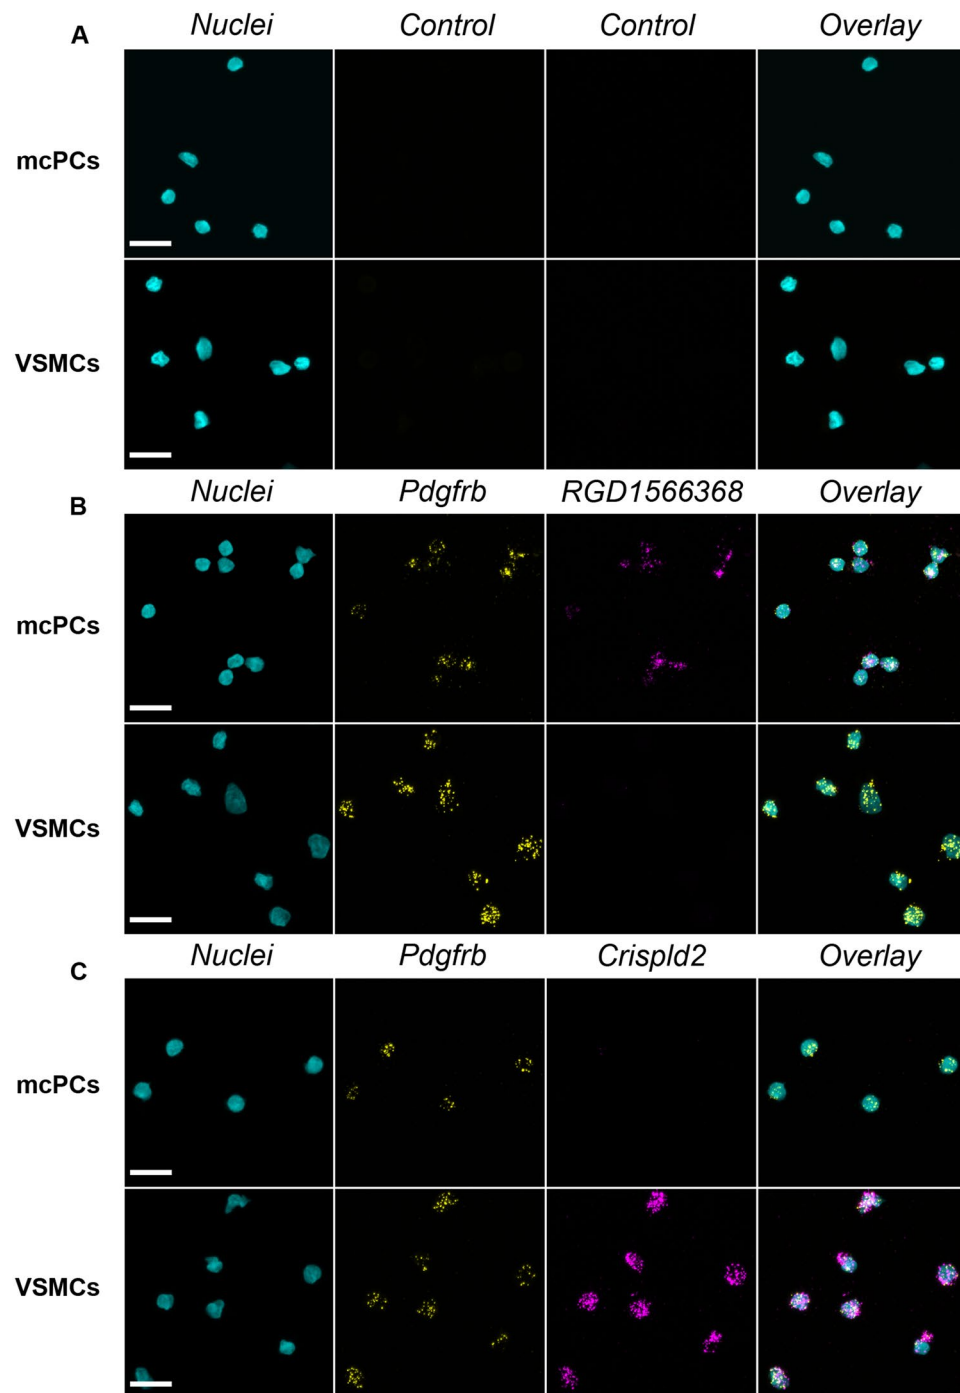 A Nuclei Control Control Overlay
mcPCs
VSMCs
B Nuclei Pdgfrb RGD1566368 Overlay
mcPCs
VSMCs
C Nuclei Pdgfrb Crispld2 Overlay
mcPCs
VSMCs